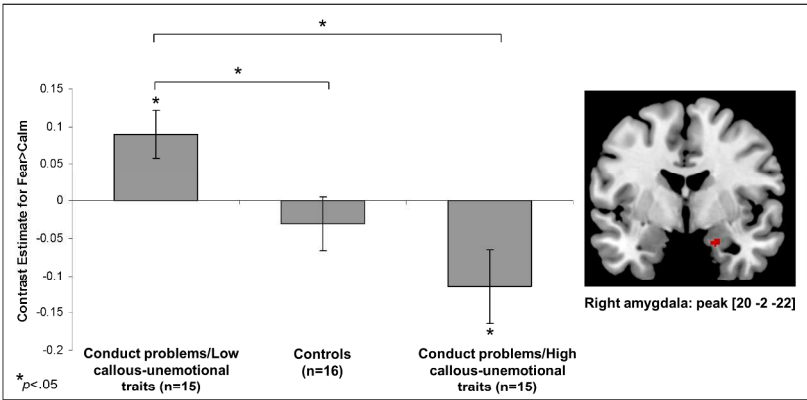 *
*
0.15
0.1
0.05
0
-0.05
-0.1
-0.15
-0.2
Contrast Estimate for Fear>Calm
*
*
Conduct problems/Low
callous-unemotional
traits (n=15)
Controls
(n=16)
Conduct problems/High
callous-unemotional
traits (n=15)
*p<.05
Right amygdala: peak [20 -2 -22]